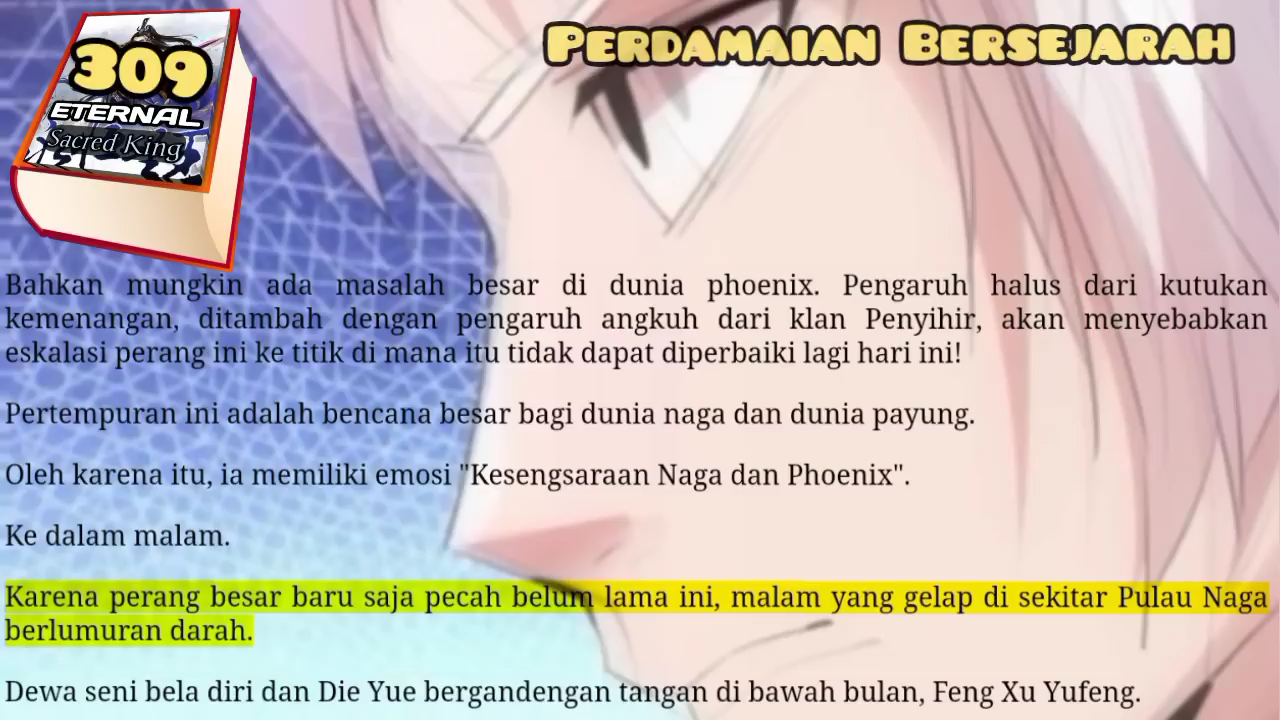 309
ETERNAL
Sacred King
PERDAMAIAN BERSEJARAH
Bahkan mungkin ada masalah besar di dunia phoenix. Pengaruh halus dari kutukan
kemenangan, ditambah dengan pengaruh angkuh dari klan Penyihir, akan menyebabkan
eskalasi perang ini ke titik di mana itu tidak dapat diperbaiki lagi hari ini!
Pertempuran ini adalah bencana besar bagi dunia naga dan dunia payung.
Oleh karena itu, ia memiliki emosi "Kesengsaraan Naga dan Phoenix".
Ke dalam malam.
Karena perang besar baru saja pecah belum lama ini, malam yang gelap di sekitar Pulau Naga
berlumuran darah.
Dewa seni bela diri dan Die Yue bergandengan tangan di bawah bulan, Feng Xu Yufeng.